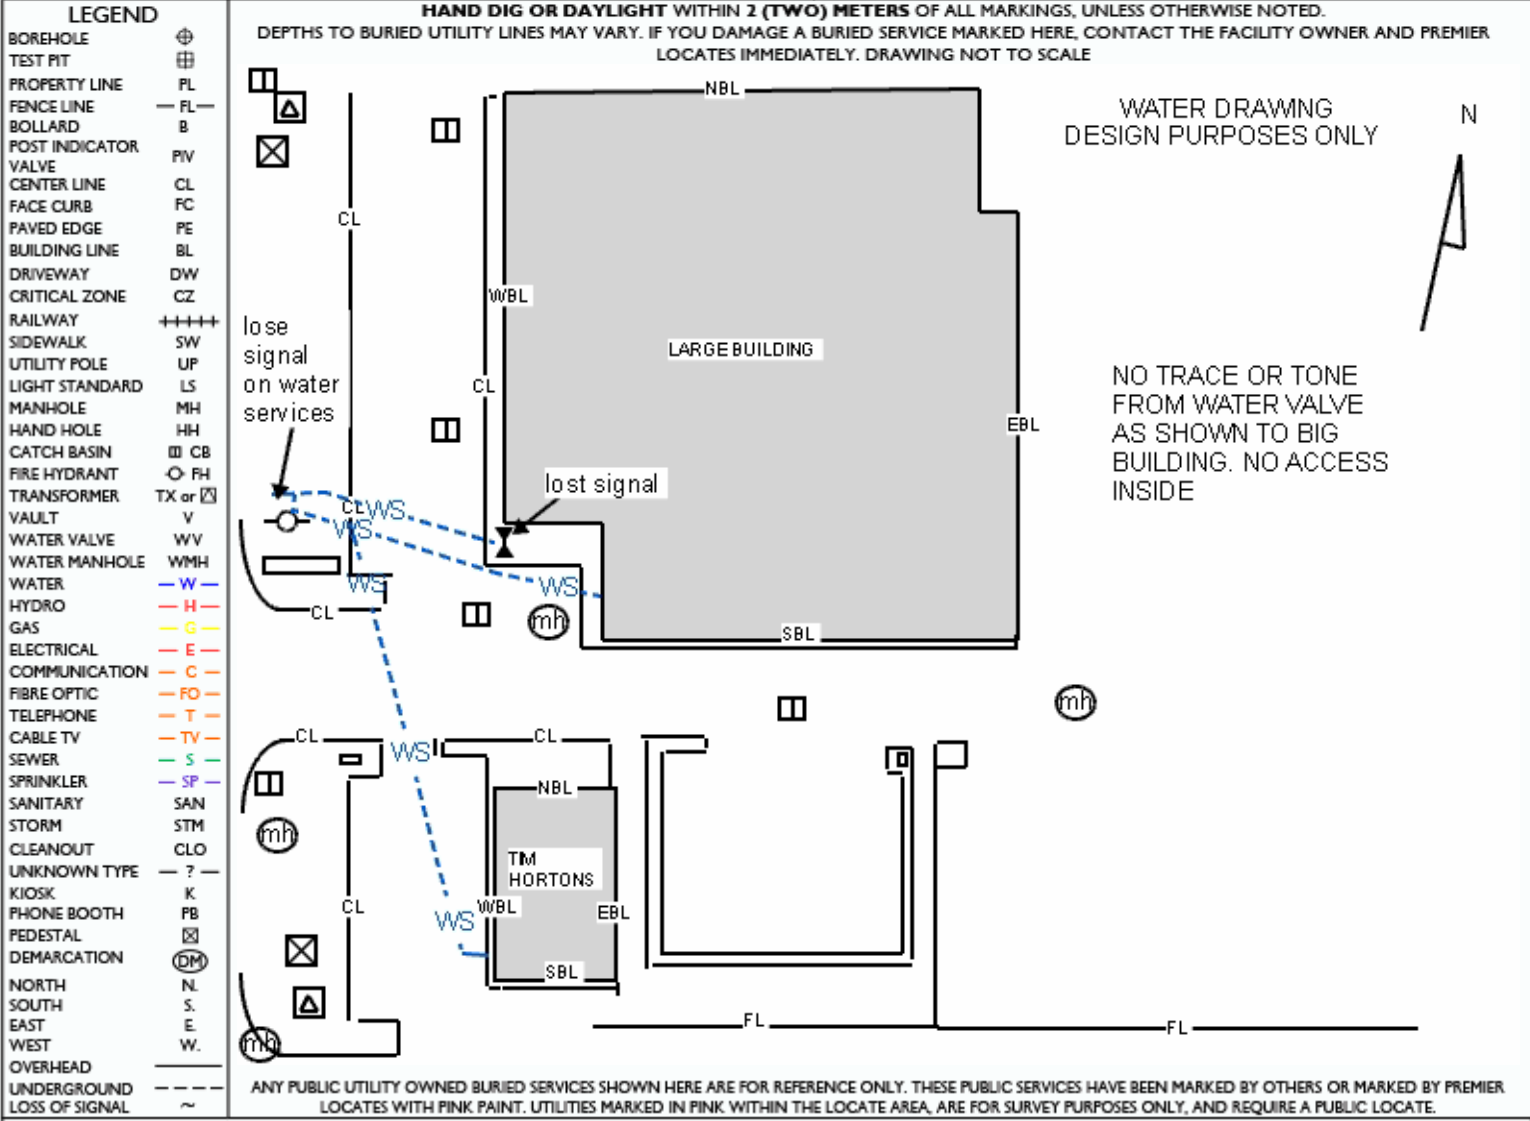 LEGEND
BOREHOLE
TEST PIT
PROPERTY LINE PL
FENCE LINE — FL —
BOLLARD B
POST INDICATOR
VALVE PIV
CENTER LINE CL
FACE CURB FC
PAVED EDGE PE
BUILDING LINE BL
DRIVEWAY DW
CRITICAL ZONE CZ
RAILWAY +++++
SIDEWALK SW
UTILITY POLE UP
LIGHT STANDARD LS
MANHOLE MH
HAND HOLE HH
CATCH BASIN CB
FIRE HYDRANT FH
TRANSFORMER TX or
VAULT V
WATER VALVE WV
WATER MANHOLE WMH
WATER — W —
HYDRO — H —
GAS — G —
ELECTRICAL — E —
COMMUNICATION — C —
FIBRE OPTIC — FO —
TELEPHONE — T —
CABLE TV — TV —
SEWER — S —
SPRINKLER — SP —
SANITARY SAN
STORM STM
CLEANOUT CLO
UNKNOWN TYPE — ? —
KIOSK K
PHONE BOOTH PB
PEDESTAL
DEMARCATION DM
NORTH N.
SOUTH S.
EAST E.
WEST W.
OVERHEAD
UNDERGROUND
LOSS OF SIGNAL ~
HAND DIG OR DAYLIGHT WITHIN 2 (TWO) METERS OF ALL MARKINGS, UNLESS OTHERWISE NOTED.
DEPTHS TO BURIED UTILITY LINES MAY VARY. IF YOU DAMAGE A BURIED SERVICE MARKED HERE, CONTACT THE FACILITY OWNER AND PREMIER
LOCATES IMMEDIATELY. DRAWING NOT TO SCALE
NBL
WATER DRAWING
DESIGN PURPOSES ONLY
N
CL
WBL
lose
signal
on water
services
LARGE BUILDING
CL
NO TRACE OR TONE
FROM WATER VALVE
AS SHOWN TO BIG
BUILDING. NO ACCESS
INSIDE
EBL
lost signal
CL
WS
WS
WS
WS
CL
mh
SBL
mh
CL
WS
CL
NBL
mh
TIM
HORTONS
CL
WS
WBL
EBL
SBL
FL
FL
mh
ANY PUBLIC UTILITY OWNED BURIED SERVICES SHOWN HERE ARE FOR REFERENCE ONLY. THESE PUBLIC SERVICES HAVE BEEN MARKED BY OTHERS OR MARKED BY PREMIER
LOCATES WITH PINK PAINT. UTILITIES MARKED IN PINK WITHIN THE LOCATE AREA, ARE FOR SURVEY PURPOSES ONLY, AND REQUIRE A PUBLIC LOCATE.